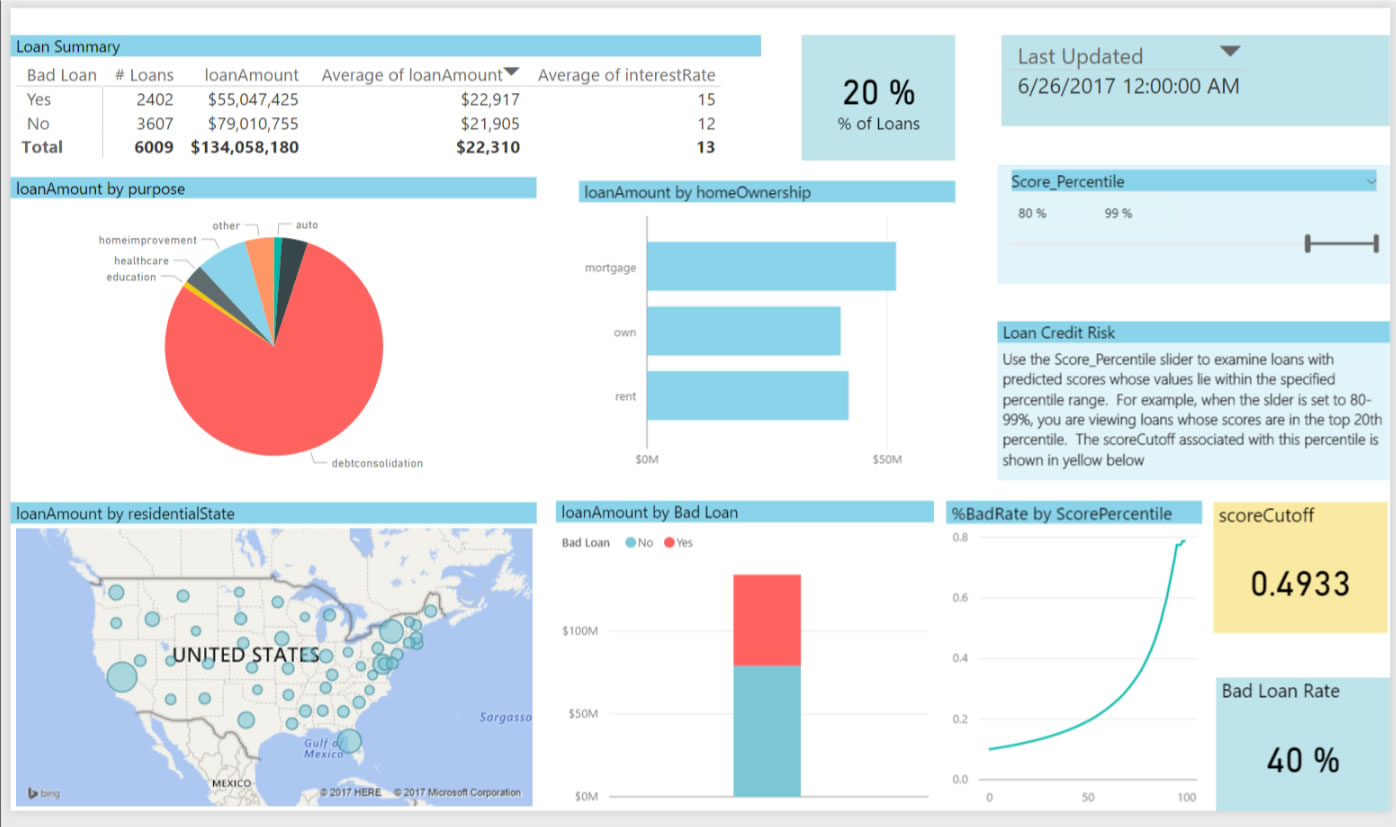 Loan Summary
Bad Loan # Loans loanAmount Average of loanAmount Average of interestRate
Yes 2402 $55,047,425 $22,917 15
No 3607 $79,010,755 $21,905 12
Total 6009 $134,058,180 $22,310 13
20 %
% of Loans
Last Updated
6/26/2017 12:00:00 AM
loanAmount by purpose
other
auto
homeimprovement
healthcare
education
debtconsolidation
loanAmount by homeOwnership
mortgage
own
rent
$0M $50M
Score_Percentile
80 % 99 %
Loan Credit Risk
Use the Score_Percentile slider to examine loans with
predicted scores whose values lie within the specified
percentile range. For example, when the slder is set to 80-
99%, you are viewing loans whose scores are in the top 20th
percentile. The scoreCutoff associated with this percentile is
shown in yellow below
loanAmount by residentialState
UNITED STATES
Sargasso
Gulf of
Mexico
MEXICO
bing
© 2017 HERE © 2017 Microsoft Corporation
loanAmount by Bad Loan
Bad Loan No Yes
$100M
$50M
$0M
%BadRate by ScorePercentile
0.8
0.6
0.4
0.2
0.0
0 50 100
scoreCutoff
0.4933
Bad Loan Rate
40 %